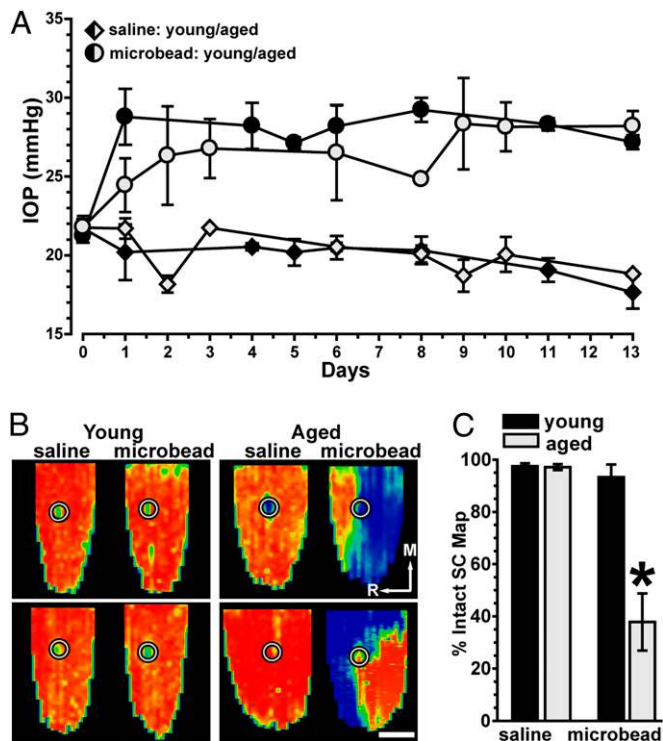 A
saline: young/aged
microbead: young/aged
35
30
25
20
15
IOP (mmHg)
0 1 2 3 4 5 6 7 8 9 10 11 12 13
Days
B
Young Aged
saline microbead saline microbead
M
R
C
young
aged
100
80
60
40
20
0
% Intact SC Map
*
saline microbead